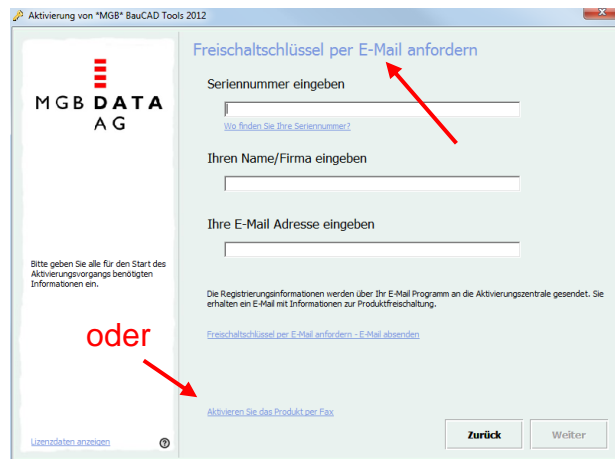 Aktivierung von *MGB* BauCAD Tools 2012
MGB DATA
AG
Bitte geben Sie alle für den Start des
Aktivierungsvorgangs benötigten
Informationen ein.
oder
Lizenzdaten anzeigen
Freischaltschlüssel per E-Mail anfordern
Seriennummer eingeben
Wo finden Sie Ihre Seriennummer?
Ihren Name/Firma eingeben
Ihre E-Mail Adresse eingeben
Die Registrierungsinformationen werden über Ihr E-Mail Programm an die Aktivierungszentrale gesendet. Sie
erhalten ein E-Mail mit Informationen zur Produktfreischaltung.
Freischaltschlüssel per E-Mail anfordern - E-Mail absenden
Aktivieren Sie das Produkt per Fax
Zurück
Weiter